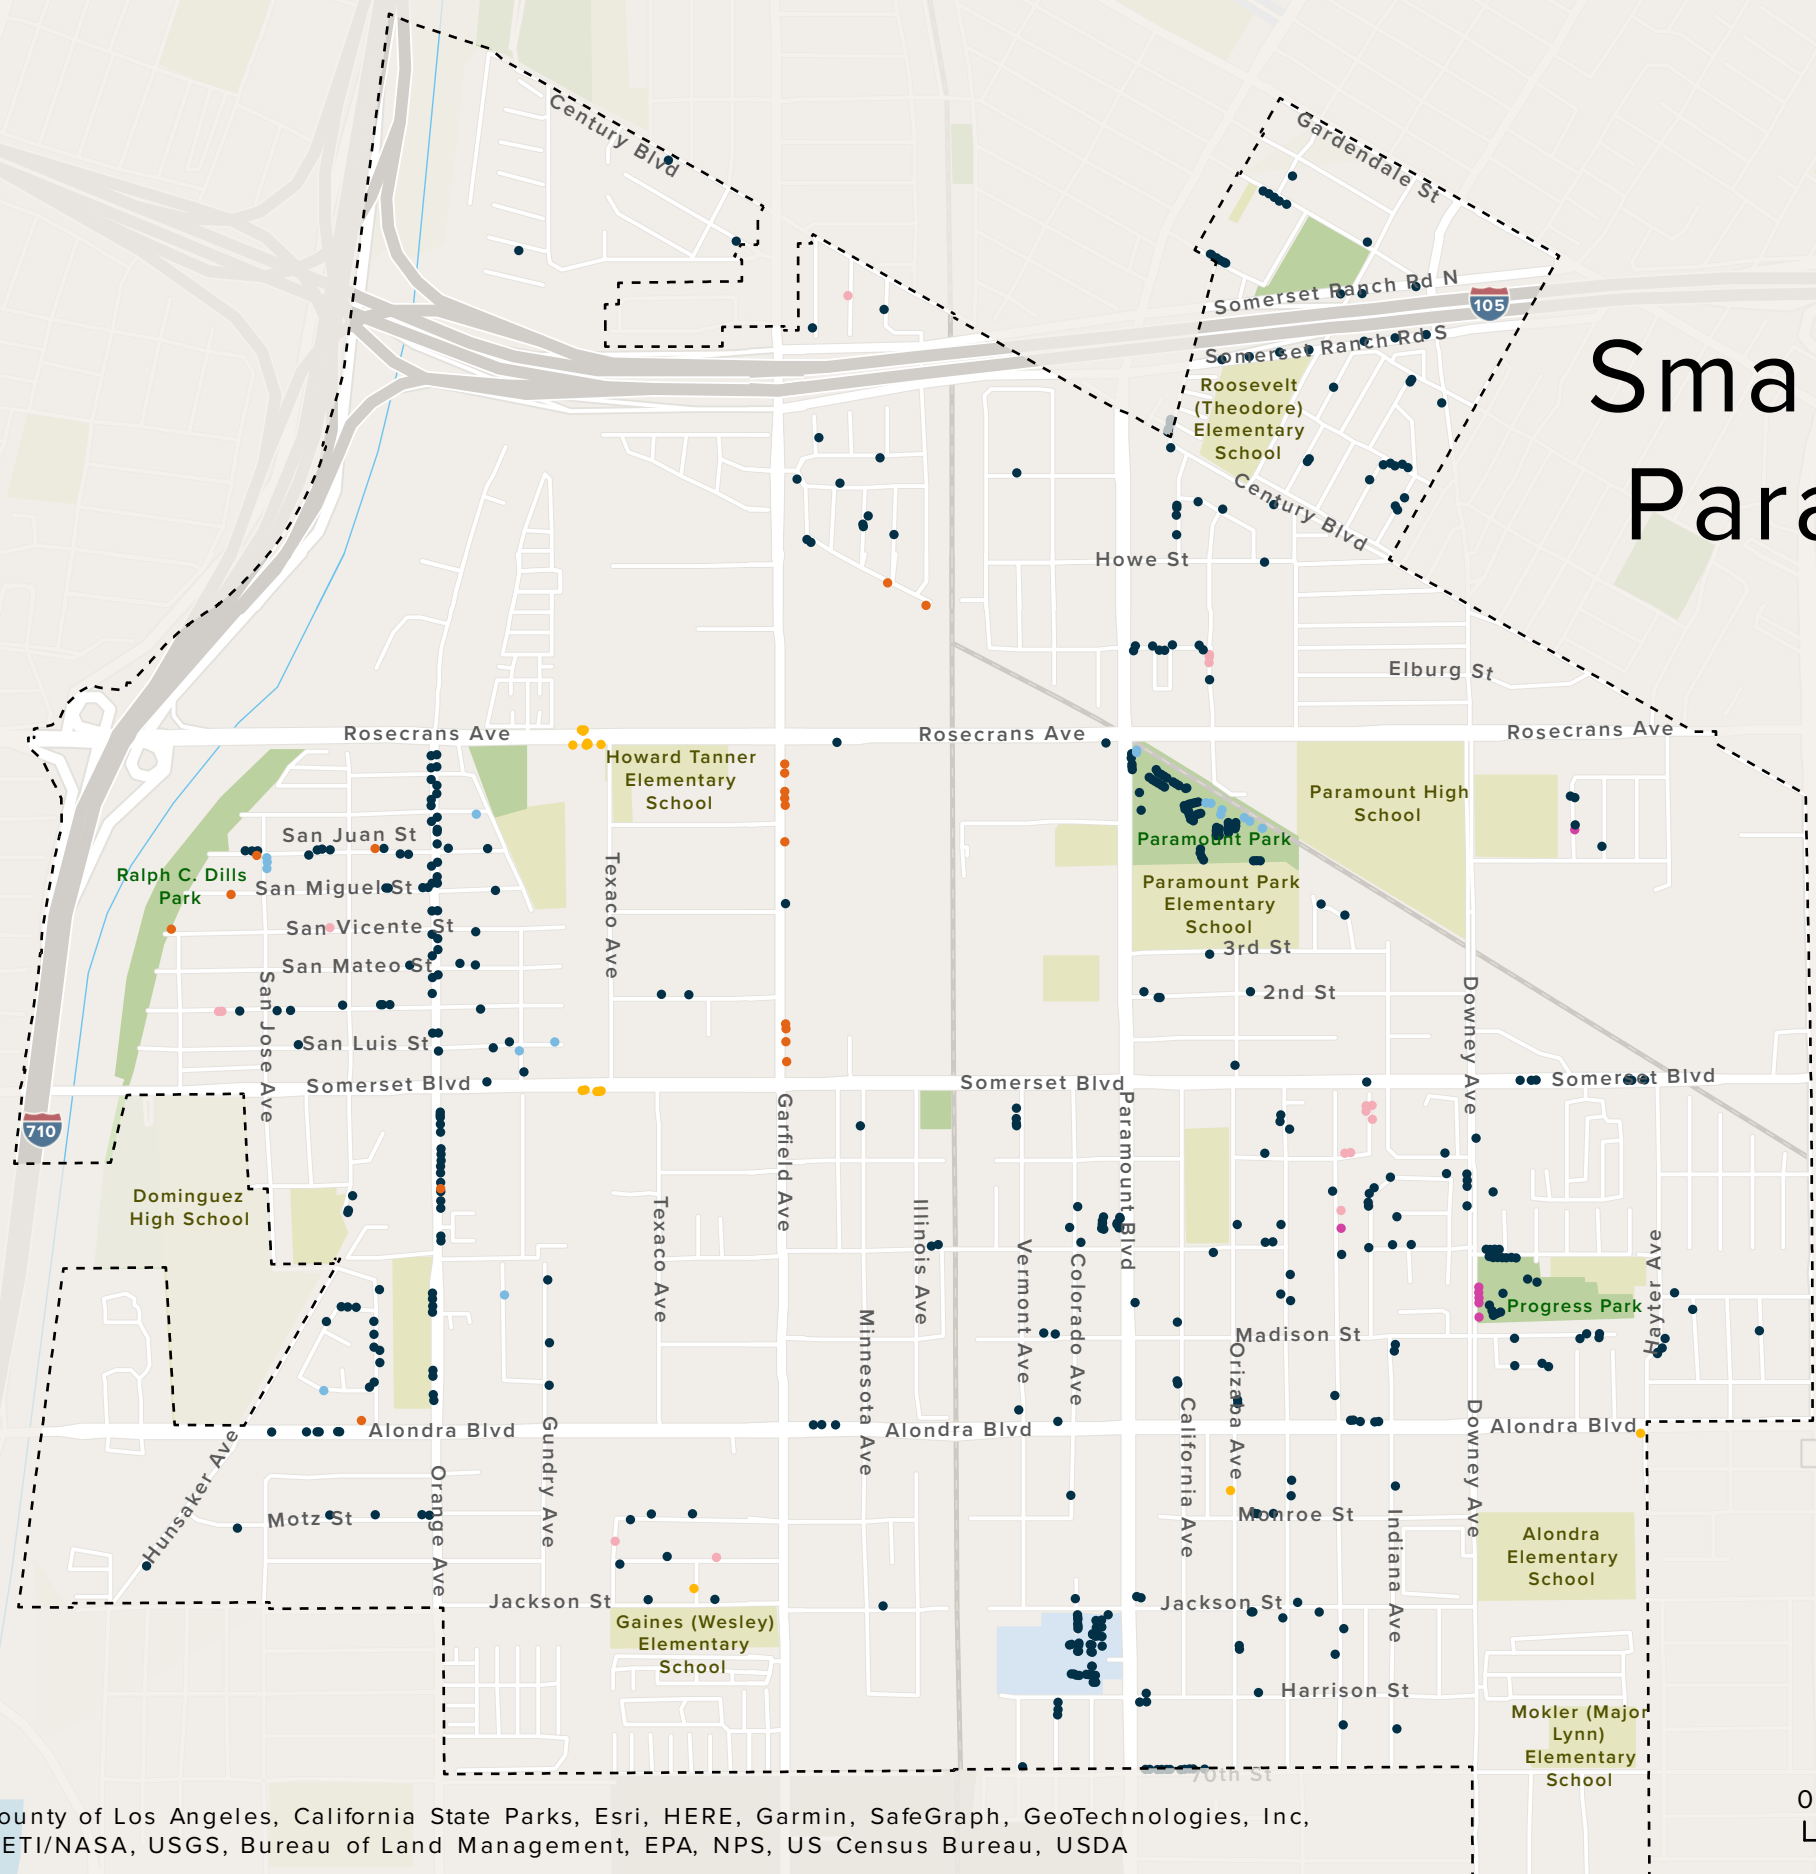 Century Blvd
Gardendale St
Somerset Ranch Rd N
105
Somerset Ranch Rd S
Sma
Para
Roosevelt
(Theodore)
Elementary
School
Century Blvd
Howe St
Elburg St
Rosecrans Ave
Rosecrans Ave
Rosecrans Ave
Howard Tanner
Elementary
School
Paramount High
School
San Juan St
Paramount Park
Ralph C. Dills
Park
San Miguel St
Paramount Park
Elementary
School
San Vicente St
Texaco Ave
3rd St
San Mateo St
2nd St
San Jose Ave
Downey Ave
San Luis St
Somerset Blvd
Somerset Blvd
Somerset Blvd
710
Garfield Ave
Paramount Blvd
Dominguez
High School
Texaco Ave
Illinois Ave
Vermont Ave
Colorado Ave
Hayter Ave
Progress Park
Minnesota Ave
Madison St
Orizaba Ave
California Ave
Downey Ave
Alondra Blvd
Alondra Blvd
Alondra Blvd
Hunsaker Ave
Orange Ave
Gundry Ave
Motz St
Monroe St
Indiana Ave
Alondra
Elementary
School
Jackson St
Jackson St
Gaines (Wesley)
Elementary
School
Harrison St
Mokler (Major
Lynn)
Elementary
School
70th St
0
ounty of Los Angeles, California State Parks, Esri, HERE, Garmin, SafeGraph, GeoTechnologies, Inc,
ETI/NASA, USGS, Bureau of Land Management, EPA, NPS, US Census Bureau, USDA